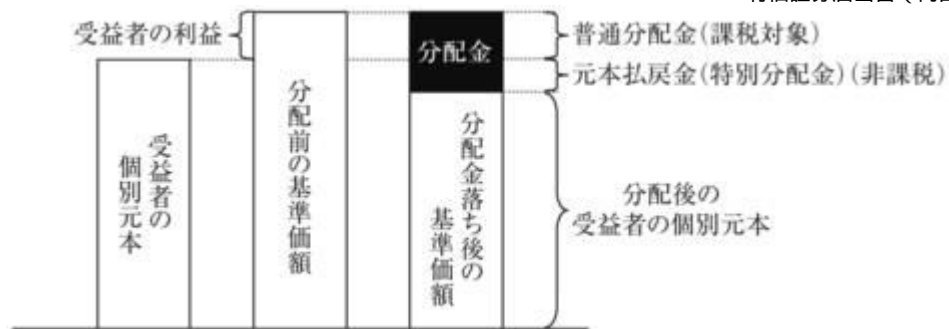 受益者の利益
分配金
普通分配金(課税対象)
元本払戻金(特別分配金)(非課税)
受益者の
個別元本
分配前の基準価額
分配金落ち後の
基準価額
分配後の
受益者の個別元本